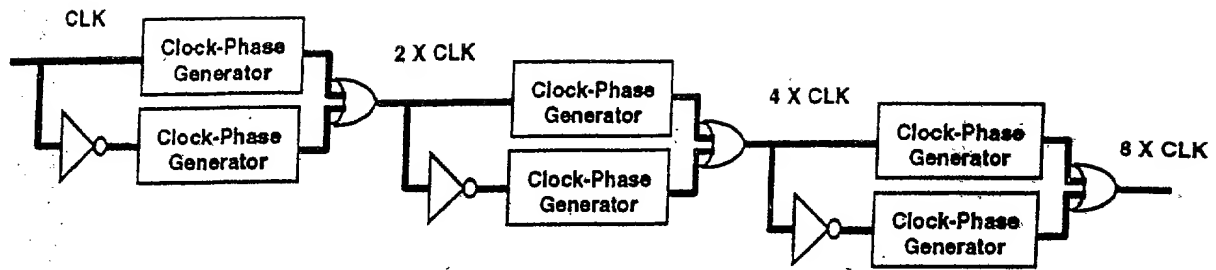 CLK
Clock-Phase
Generator
Clock-Phase
Generator
2 X CLK
Clock-Phase
Generator
Clock-Phase
Generator
4 X CLK
Clock-Phase
Generator
Clock-Phase
Generator
8 X CLK